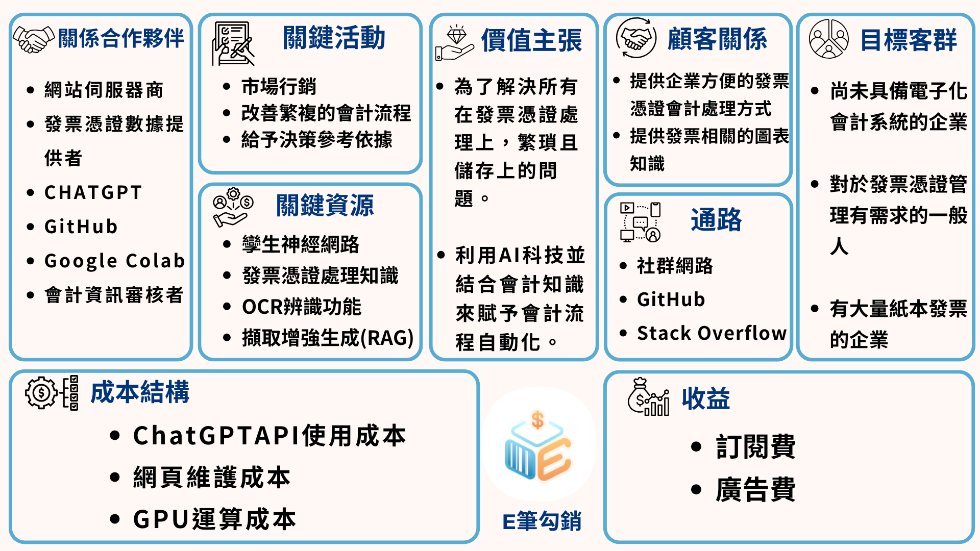 關係合作夥伴
網站伺服器商
發票憑證數據提
供者
CHATGPT
GitHub
Google Colab
會計資訊審核者
關鍵活動
市場行銷
改善繁複的會計流程
給予決策參考依據
關鍵資源
孿生神經網路
發票憑證處理知識
OCR辨識功能
擷取增強生成(RAG)
價值主張
為了解決所有
在發票憑證處
理上，繁瑣且
儲存上的問
題。
利用AI科技並
結合會計知識
來賦予會計流
程自動化。
顧客關係
提供企業方便的發票
憑證會計處理方式
提供發票相關的圖表
知識
通路
社群網路
GitHub
Stack Overflow
目標客群
尚未具備電子化
會計系統的企業
對於發票憑證管
理有需求的一般
人
有大量紙本發票
的企業
成本結構
ChatGPTAPI使用成本
網頁維護成本
GPU運算成本
E筆勾銷
收益
訂閱費
廣告費